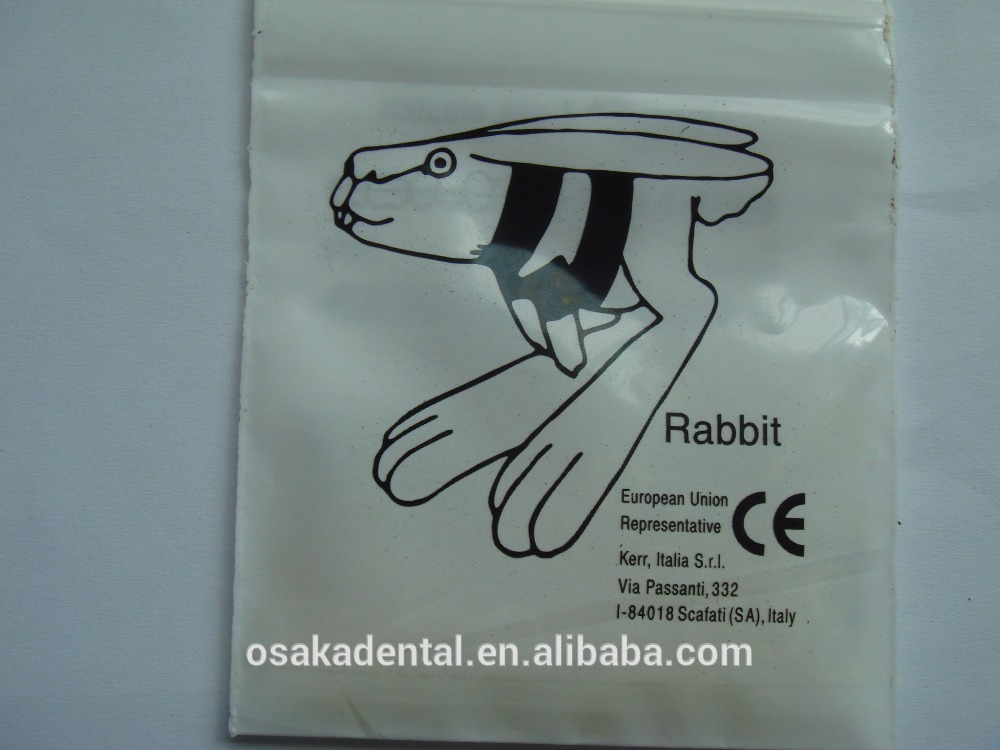 Rabbit
European Union
Representative
CE
Kerr, Italia S.r.l.
Via Passanti, 332
I-84018 Scafati (SA), Italy
osakadental.en.alibaba.com